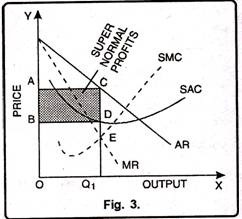 Y
SUPER
NORMAL
PROFITS
SMC
A
C
SAC
PRICE
B
D
E
AR
MR
O
Q1
OUTPUT
X
Fig. 3.